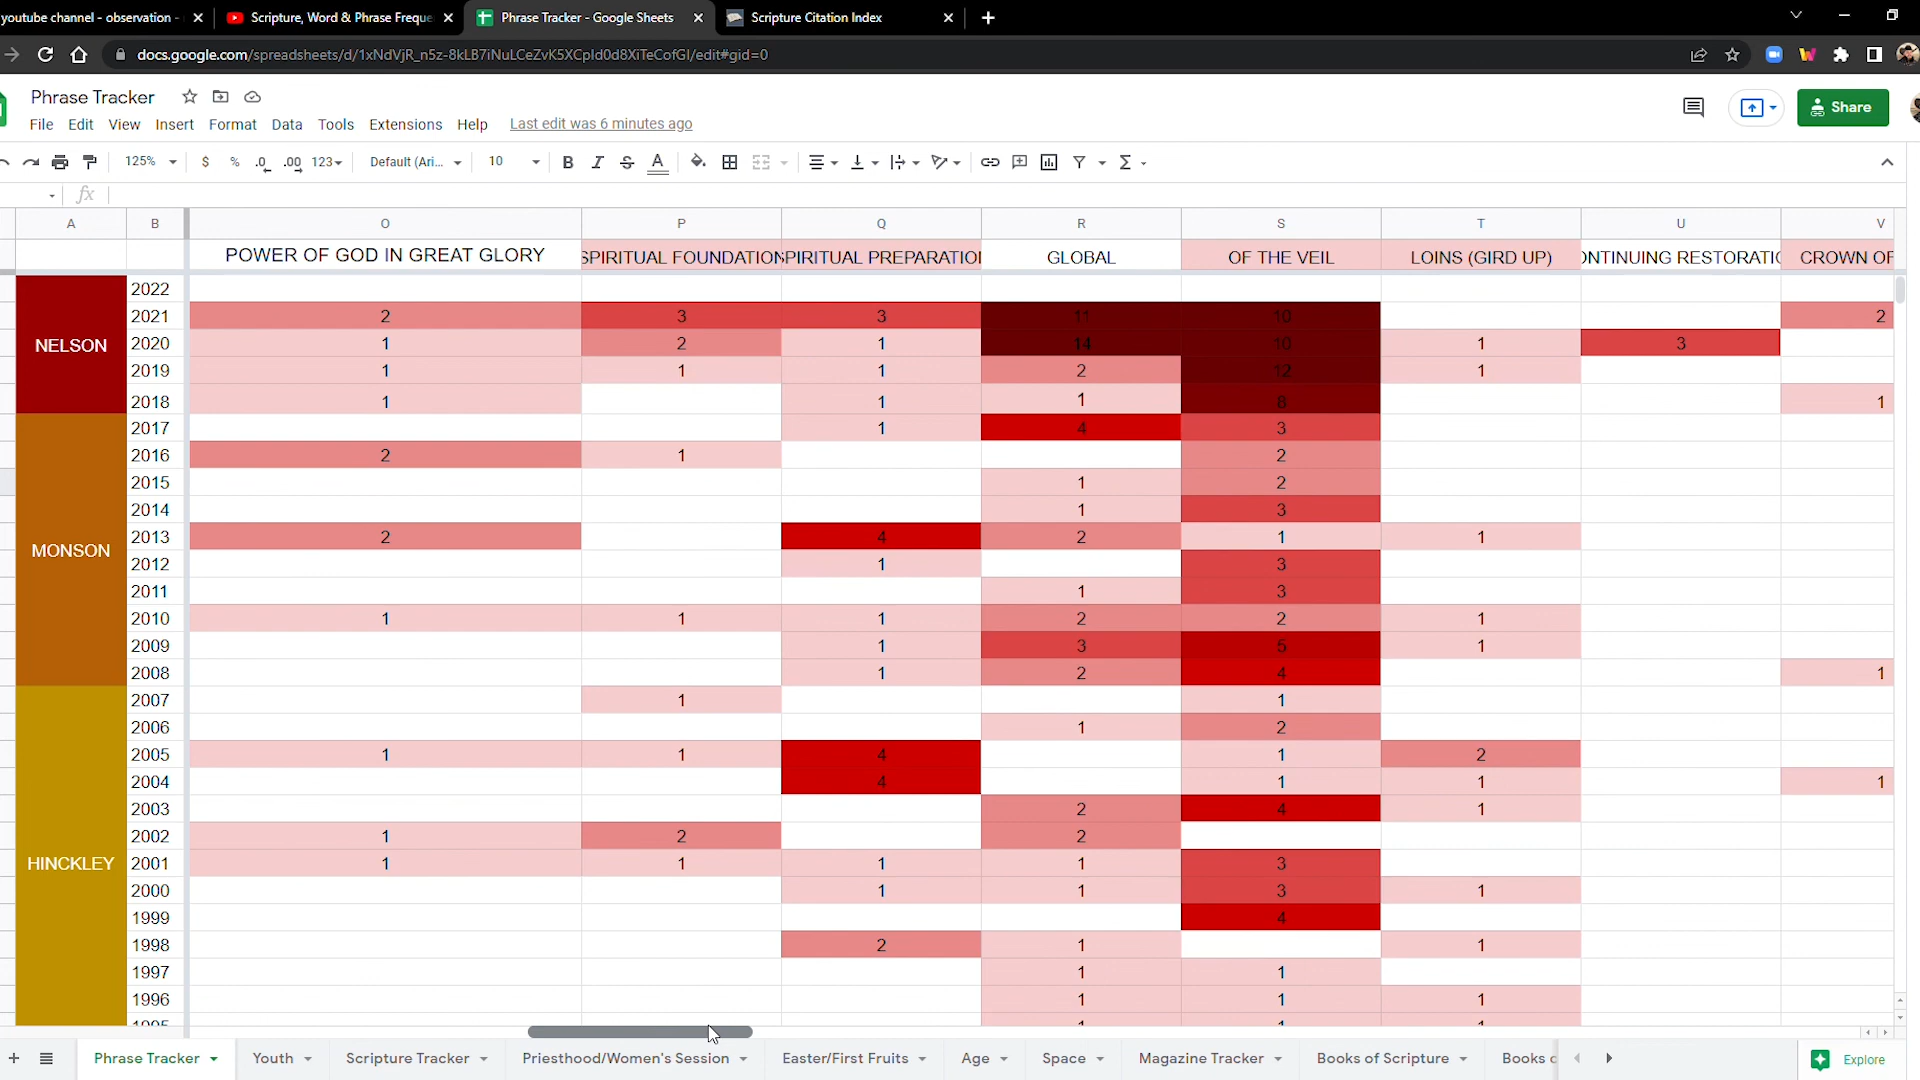 youtube channel - observation -
Scripture, Word & Phrase Freque
Phrase Tracker - Google Sheets
Scripture Citation Index
docs.google.com/spreadsheets/d/1xNdVjR_n5z-8kLB7iNuLCeZvK5XCpId0d8XiTeCofGI/edit#gid=0
Phrase Tracker
File Edit View Insert Format Data Tools Extensions Help Last edit was 6 minutes ago
Share
125% $ % .0 .00 123 Default (Ari... 10 B I S A Σ
fx
A B O P Q R S T U V
POWER OF GOD IN GREAT GLORY SPIRITUAL FOUNDATION PIRITUAL PREPARATIO GLOBAL OF THE VEIL LOINS (GIRD UP) ONTINUING RESTORATIO CROWN OF
2022
2021 2 3 3 11 10 2
NELSON 2020 1 2 1 14 10 1 3
2019 1 1 1 2 12 1
2018 1 1 1 8 1
2017 1 4 3
2016 2 1 2
2015 1 2
2014 1 3
2013 2 4 2 1 1
MONSON
2012 1 3
2011 1 3
2010 1 1 1 2 2 1
2009 1 3 5 1
2008 1 2 4 1
2007 1 1
2006 1 2
2005 1 1 4 1 2
2004 4 1 1 1
2003 2 4 1
2002 1 2 2
HINCKLEY 2001 1 1 1 1 3
2000 1 1 3 1
1999 4
1998 2 1 1
1997 1 1
1996 1 1 1
1995 1 1 1
Phrase Tracker Youth Scripture Tracker Priesthood/Women's Session Easter/First Fruits Age Space Magazine Tracker Books of Scripture Books
Explore